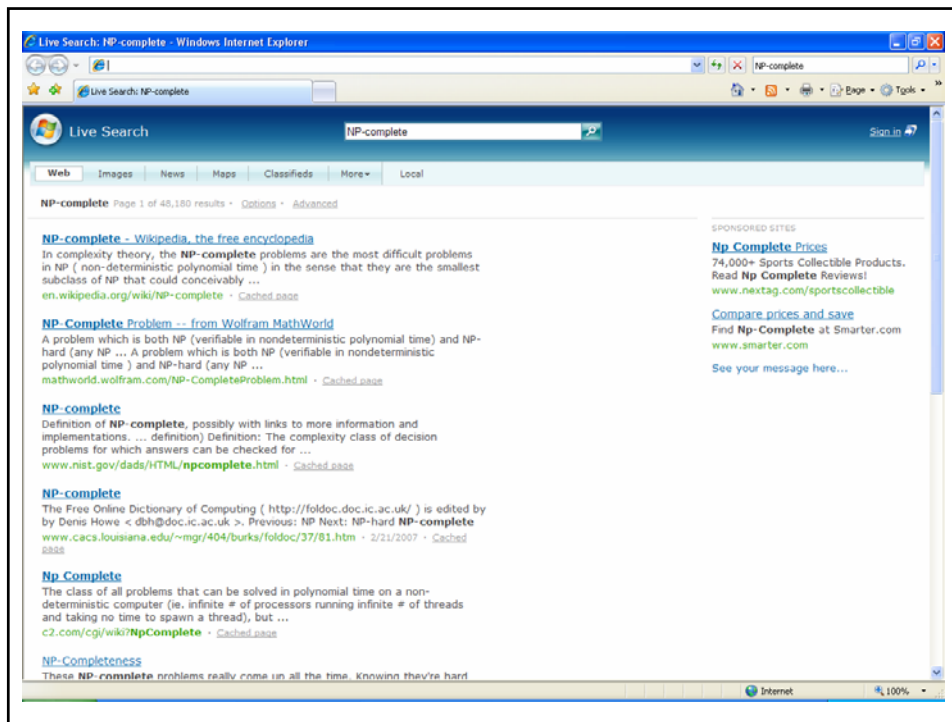 Live Search: NP-complete - Windows Internet Explorer
NP-complete
Live Search: NP-complete
Page Tools »
Live Search NP-complete Sign in
Web Images News Maps Classifieds More Local
NP-complete Page 1 of 48,180 results · Options · Advanced
NP-complete - Wikipedia, the free encyclopedia
In complexity theory, the NP-complete problems are the most difficult problems
in NP ( non-deterministic polynomial time ) in the sense that they are the smallest
subclass of NP that could conceivably ...
en.wikipedia.org/wiki/NP-complete · Cached page
NP-Complete Problem -- from Wolfram MathWorld
A problem which is both NP (verifiable in nondeterministic polynomial time) and NP-
hard (any NP ... A problem which is both NP (verifiable in nondeterministic
polynomial time ) and NP-hard (any NP ...
mathworld.wolfram.com/NP-CompleteProblem.html · Cached page
NP-complete
Definition of NP-complete, possibly with links to more information and
implementations. ... definition) Definition: The complexity class of decision
problems for which answers can be checked for ...
www.nist.gov/dads/HTML/npcomplete.html · Cached page
NP-complete
The Free Online Dictionary of Computing ( http://foldoc.doc.ic.ac.uk/ ) is edited by
by Denis Howe < dbh@doc.ic.ac.uk >. Previous: NP Next: NP-hard NP-complete
www.cacs.louisiana.edu/~mgr/404/burks/foldoc/37/81.htm · 2/21/2007 · Cached
page
Np Complete
The class of all problems that can be solved in polynomial time on a non-
deterministic computer (ie. infinite # of processors running infinite # of threads
and taking no time to spawn a thread), but ...
c2.com/cgi/wiki?NpComplete · Cached page
NP-Completeness
These NP-complete problems really come up all the time. Knowing they're hard
SPONSORED SITES
Np Complete Prices
74,000+ Sports Collectible Products.
Read Np Complete Reviews!
www.nextag.com/sportscollectible
Compare prices and save
Find Np-Complete at Smarter.com
www.smarter.com
See your message here...
Internet 100%